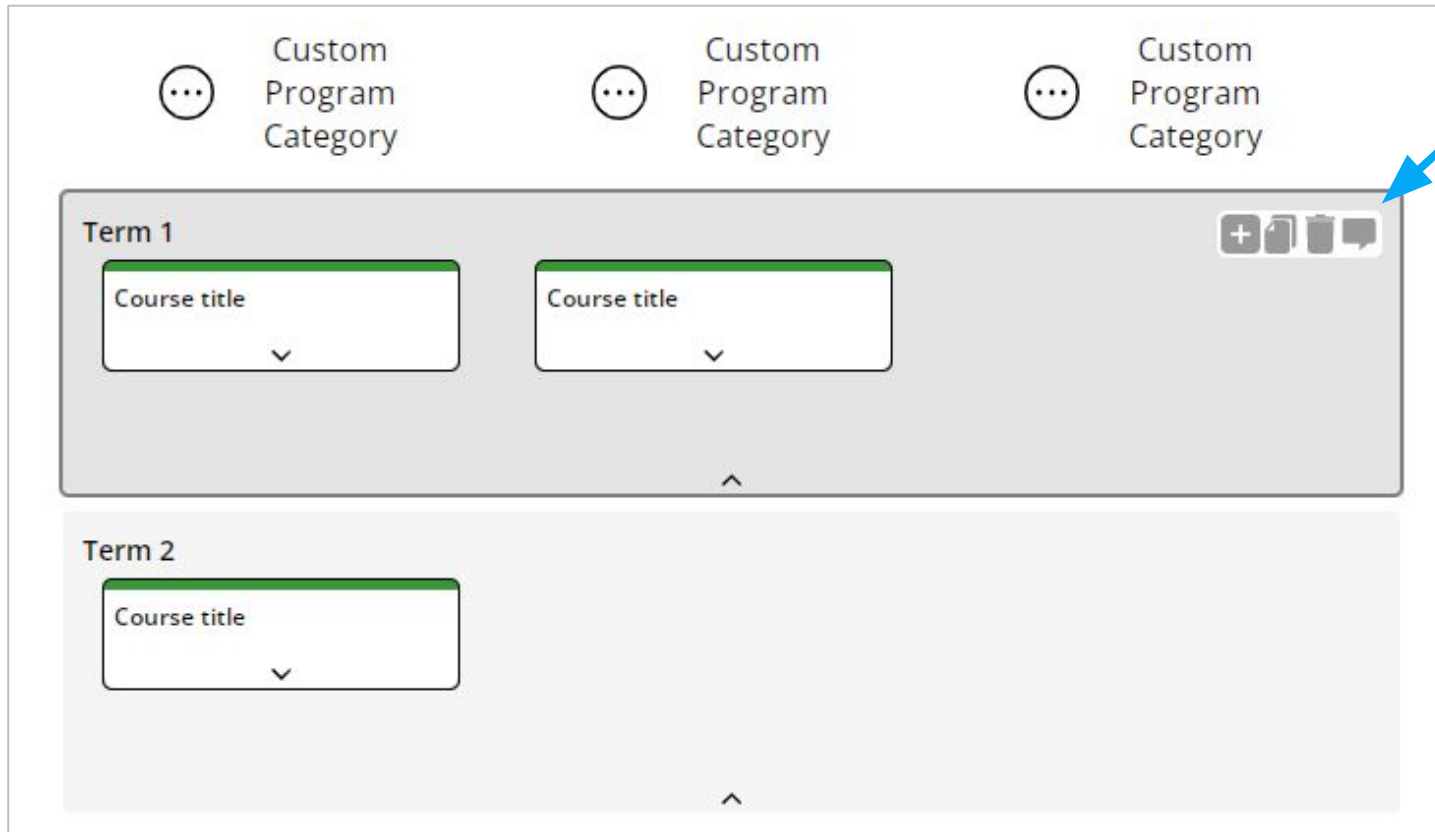 Custom
Program
Category
Custom
Program
Category
Custom
Program
Category
Term 1
Course title
Course title
Term 2
Course title